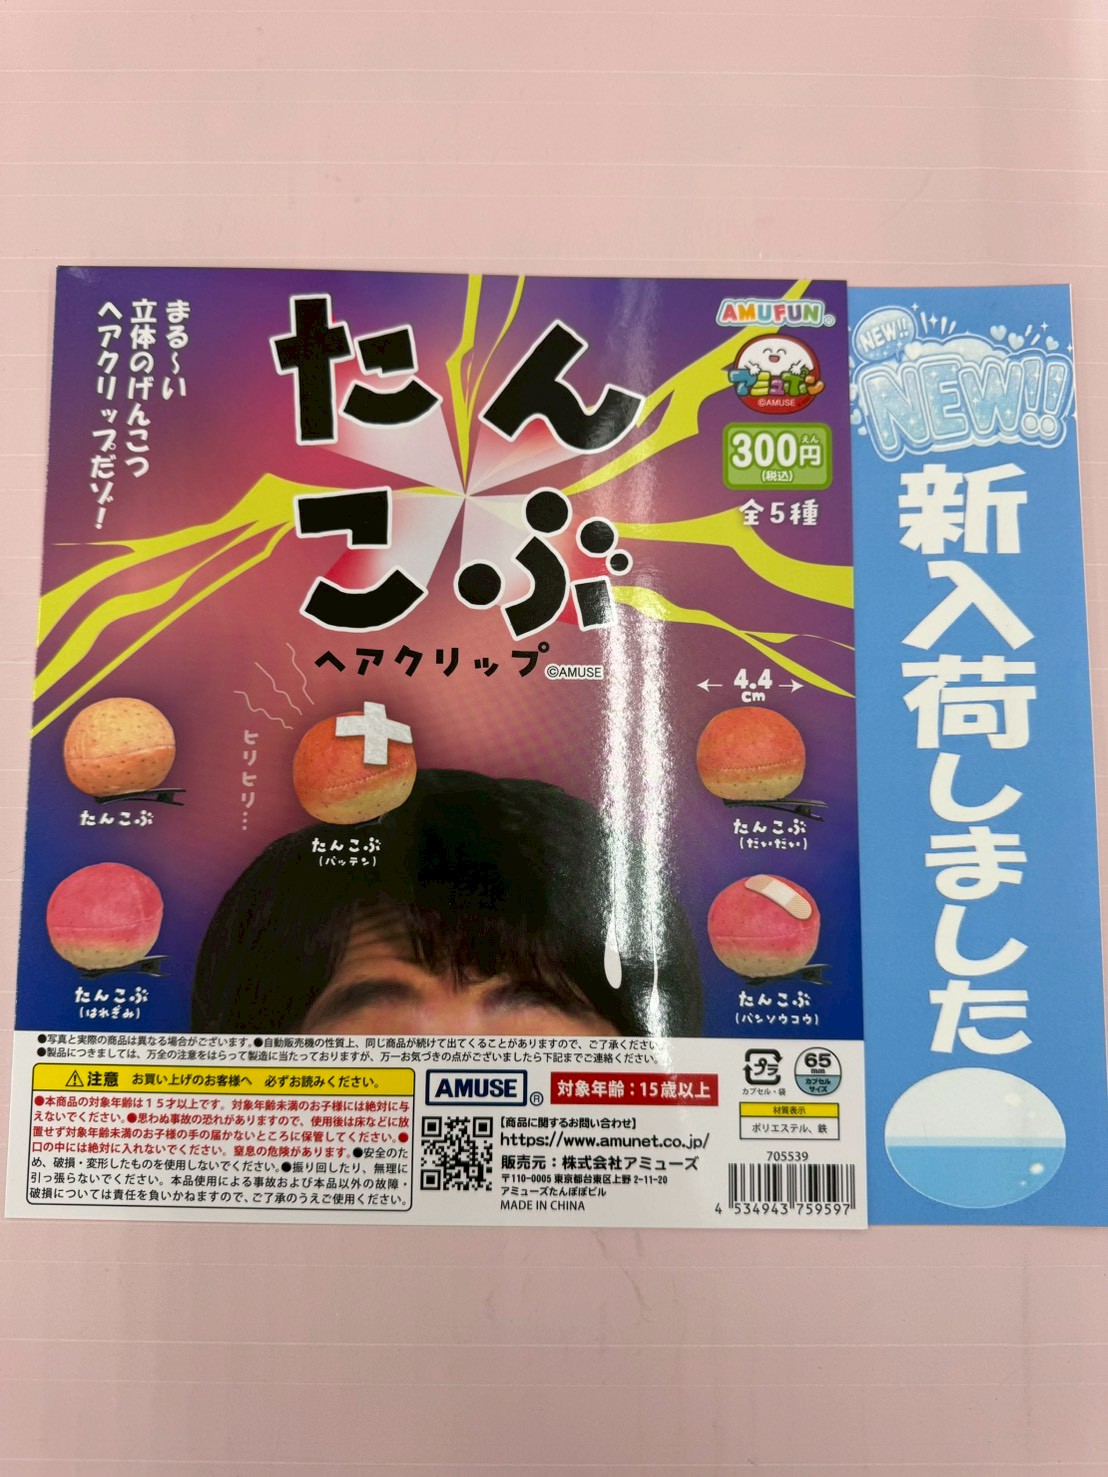 まる〜い
立体のげんこつ
ヘアクリップだゾ!
たん
こぶ
ヘアクリップ
©AMUSE
AMUFUN®
アミュポン
©AMUSE
300円
えん
(税込)
全5種
4.4
cm
ヒリヒリ…
たんこぶ
たんこぶ
(バッテン)
たんこぶ
(だいだい)
たんこぶ
(はれぎみ)
たんこぶ
(バンソウコウ)
●写真と実際の商品は異なる場合がございます。●自動販売機の性質上、同じ商品が続けて出てくることがありますので、ご了承ください。
●製品につきましては、万全の注意をはらって製造に当たっておりますが、万一お気づきの点がございましたら下記までご連絡ください。
注意 お買い上げのお客様へ 必ずお読みください。
●本商品の対象年齢は15才以上です。対象年齢未満のお子様には絶対に与
えないでください。●思わぬ事故の恐れがありますので、使用後は床などに放
置せず対象年齢未満のお子様の手の届かないところに保管してください。●
口の中には絶対に入れないでください。窒息の危険があります。●安全のた
め、破損・変形したものを使用しないでください。●振り回したり、無理に
引っ張らないでください。本品使用による事故および本品以外の故障・
破損については責任を負いかねますので、ご了承のうえご使用ください。
AMUSE®
対象年齢:15歳以上
【商品に関するお問い合わせ】
https://www.amunet.co.jp/
販売元:株式会社アミューズ
〒110-0005 東京都台東区上野 2-11-20
アミューズたんぽぽビル
MADE IN CHINA
プラ
カプセル・袋
65
mm
カプセル
サイズ
材質表示
ポリエステル、鉄
705539
4 534943 759597
NEW!!
NEW!!
新入荷しました